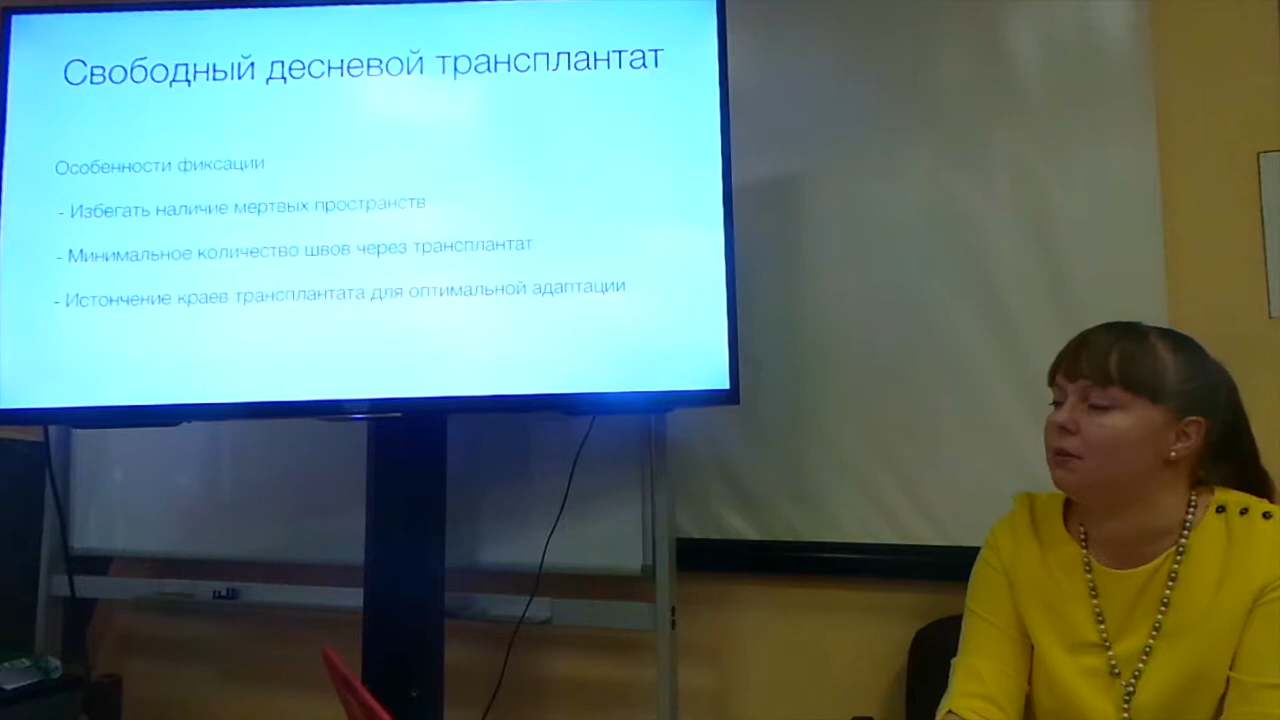 Свободный десневой трансплантат
Особенности фиксации
- Избегать наличие мертвых пространств
- Минимальное количество швов через трансплантат
- Истончение краев трансплантата для оптимальной адаптации